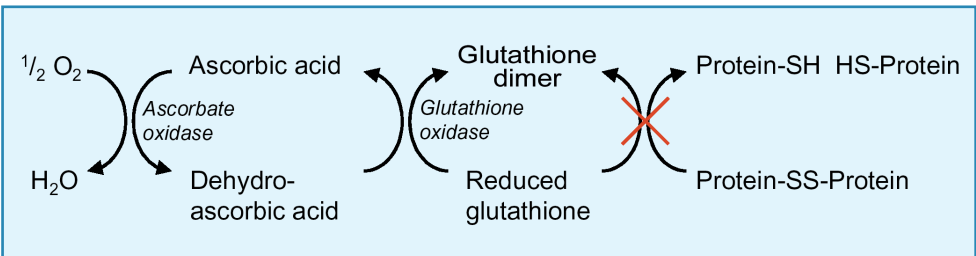 ½ O₂
Ascorbic acid
Glutathione
dimer
Protein-SH HS-Protein
Ascorbate
oxidase
Glutathione
oxidase
H₂O
Dehydro-
ascorbic acid
Reduced
glutathione
Protein-SS-Protein